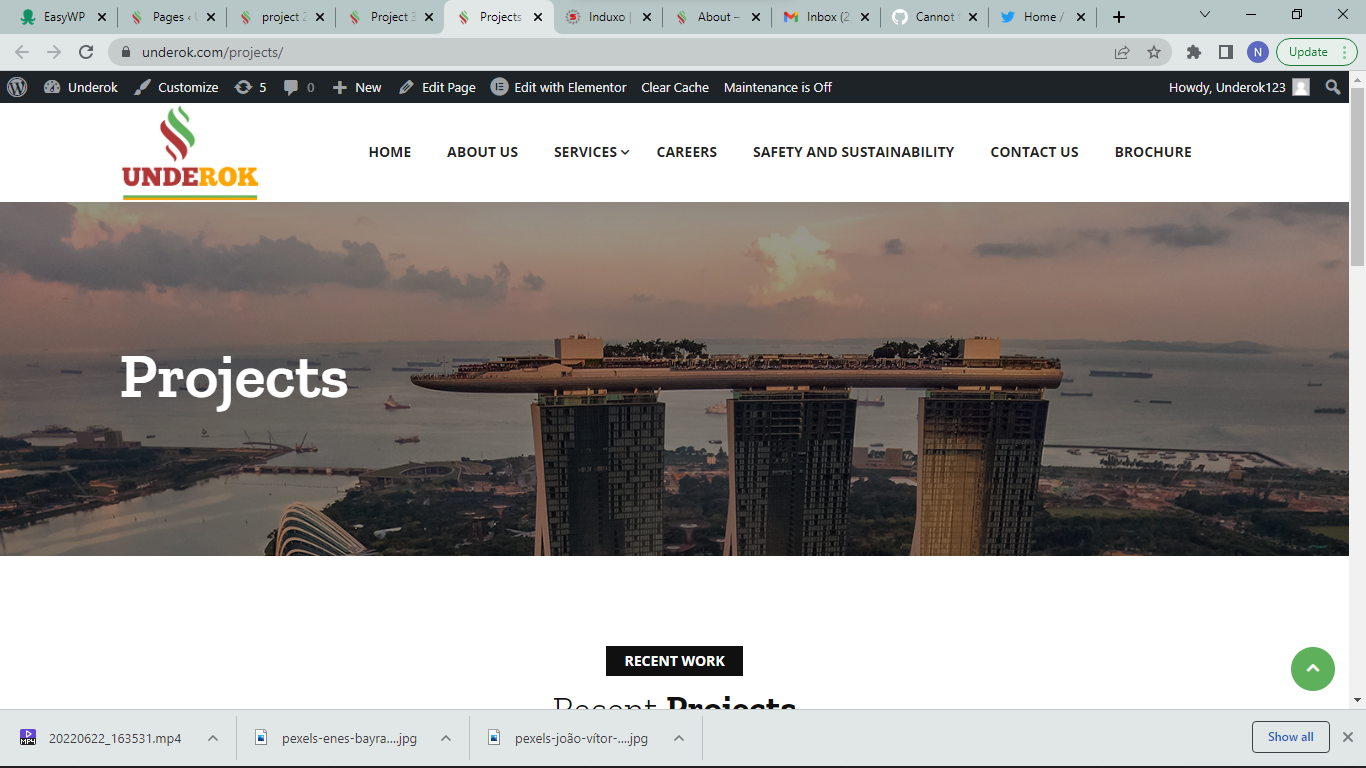 EasyWP
Pages ‹
project 2
Project 3
Projects
Induxo |
About –
Inbox (2
Cannot
Home /
underok.com/projects/
N
Update
Underok
Customize
5
0
New
Edit Page
Edit with Elementor
Clear Cache
Maintenance is Off
Howdy, Underok123
UNDEROK
HOME
ABOUT US
SERVICES
CAREERS
SAFETY AND SUSTAINABILITY
CONTACT US
BROCHURE
Projects
RECENT WORK
Recent Projects
MP4
20220622_163531.mp4
pexels-enes-bayra....jpg
pexels-joão-vítor-....jpg
Show all